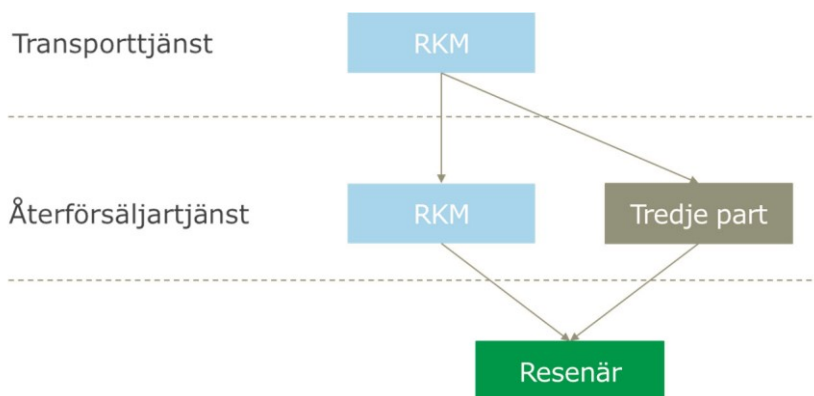 Transporttjänst
RKM
Återförsäljartjänst
RKM
Tredje part
Resenär